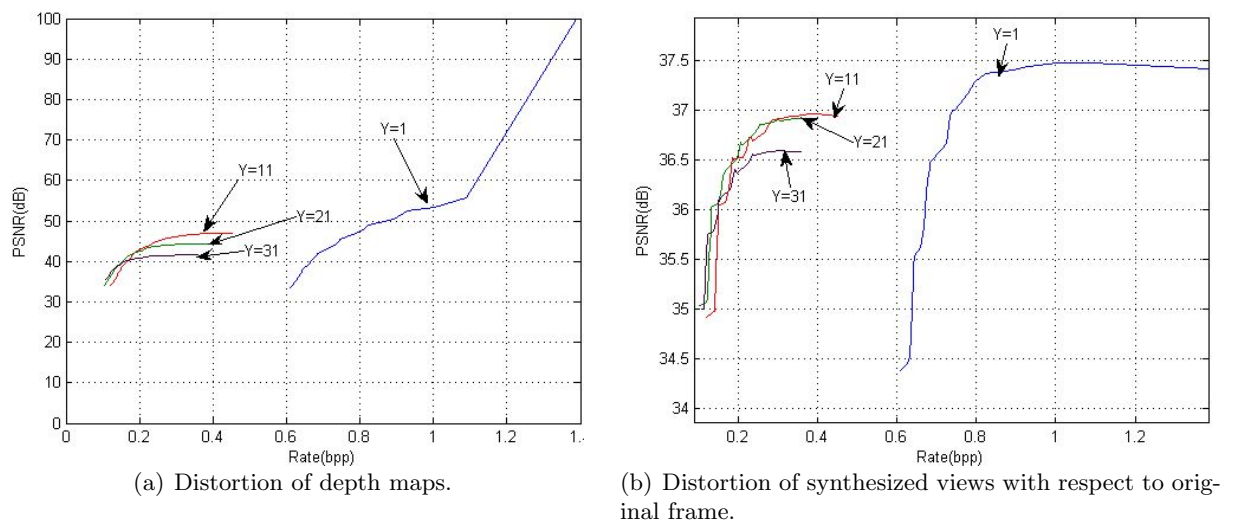 100
90
80
70
60
50
40
30
20
10
0
PSNR(dB)
0 0.2 0.4 0.6 0.8 1 1.2 1.
Rate(bpp)
Y=1
Y=11
Y=21
Y=31
(a) Distortion of depth maps.
37.5
37
36.5
36
35.5
35
34.5
34
PSNR(dB)
0.2 0.4 0.6 0.8 1 1.2
Rate(bpp)
Y=1
Y=11
Y=21
Y=31
(b) Distortion of synthesized views with respect to orig-
inal frame.